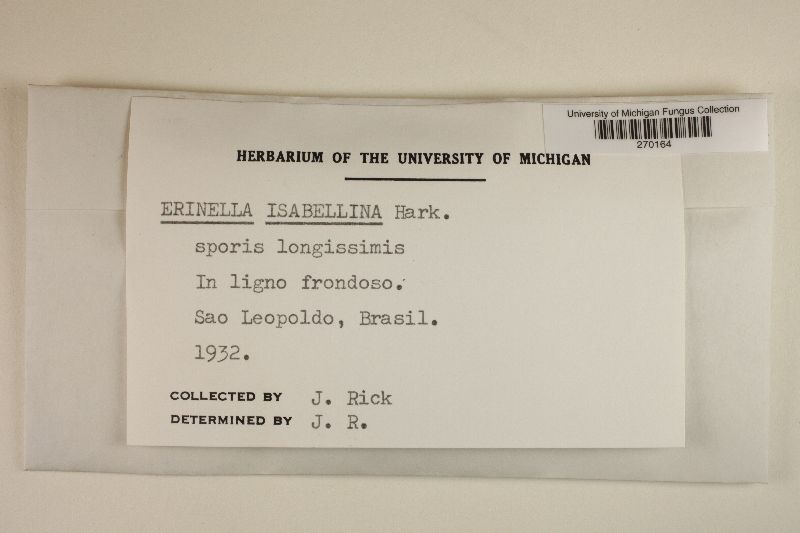 University of Michigan Fungus Collection
270164
HERBARIUM OF THE UNIVERSITY OF MICHIGAN
ERINELLA ISABELLINA Hark.
sporis longissimis
In ligno frondoso.
Sao Leopoldo, Brasil.
1932.
COLLECTED BY J. Rick
DETERMINED BY J. R.